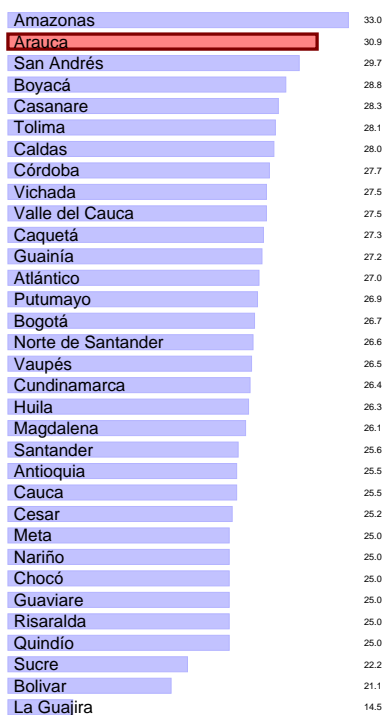 Amazonas 33.0
Arauca 30.9
San Andrés 29.7
Boyacá 28.8
Casanare 28.3
Tolima 28.1
Caldas 28.0
Córdoba 27.7
Vichada 27.5
Valle del Cauca 27.5
Caquetá 27.3
Guainía 27.2
Atlántico 27.0
Putumayo 26.9
Bogotá 26.7
Norte de Santander 26.6
Vaupés 26.5
Cundinamarca 26.4
Huila 26.3
Magdalena 26.1
Santander 25.6
Antioquia 25.5
Cauca 25.5
Cesar 25.2
Meta 25.0
Nariño 25.0
Chocó 25.0
Guaviare 25.0
Risaralda 25.0
Quindío 25.0
Sucre 22.2
Bolivar 21.1
La Guajira 14.5